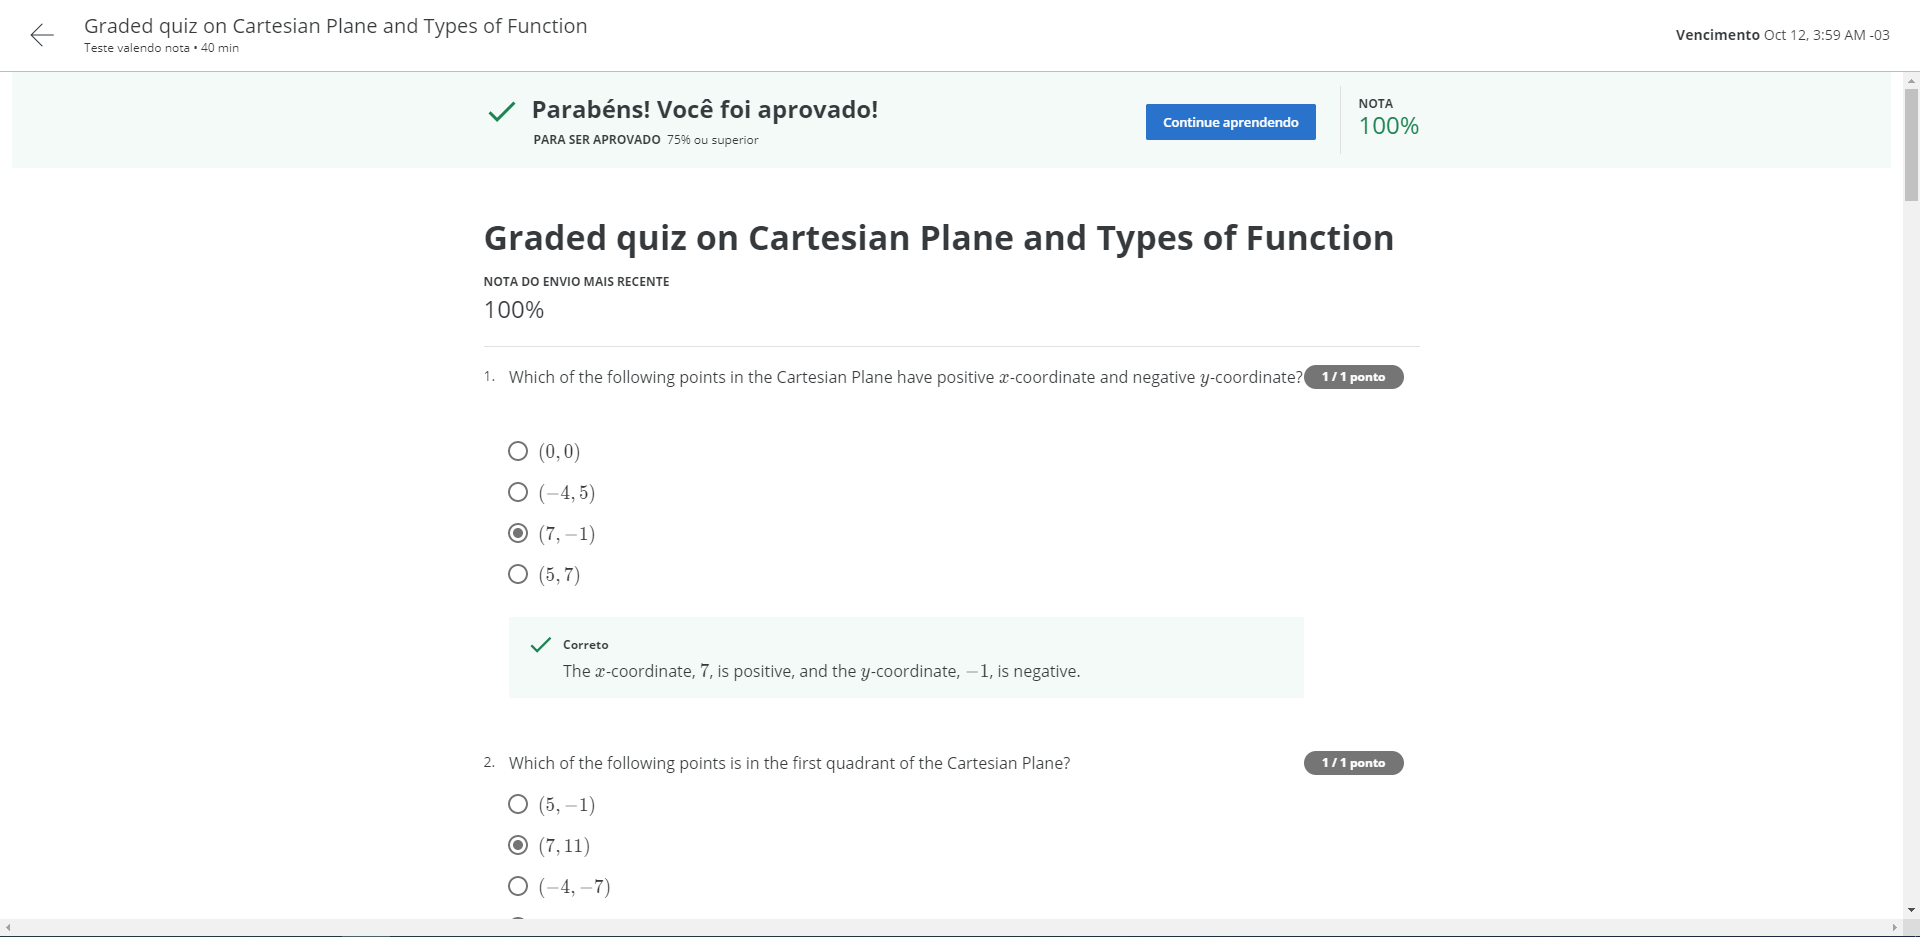 Graded quiz on Cartesian Plane and Types of Function
Teste valendo nota • 40 min
Vencimento Oct 12, 3:59 AM -03
Parabéns! Você foi aprovado!
PARA SER APROVADO 75% ou superior
Continue aprendendo
NOTA
100%
Graded quiz on Cartesian Plane and Types of Function
NOTA DO ENVIO MAIS RECENTE
100%
1. Which of the following points in the Cartesian Plane have positive x-coordinate and negative y-coordinate? 1 / 1 ponto
(0, 0)
(−4, 5)
(7, −1)
(5, 7)
Correto
The x-coordinate, 7, is positive, and the y-coordinate, −1, is negative.
2. Which of the following points is in the first quadrant of the Cartesian Plane? 1 / 1 ponto
(5, −1)
(7, 11)
(−4, −7)